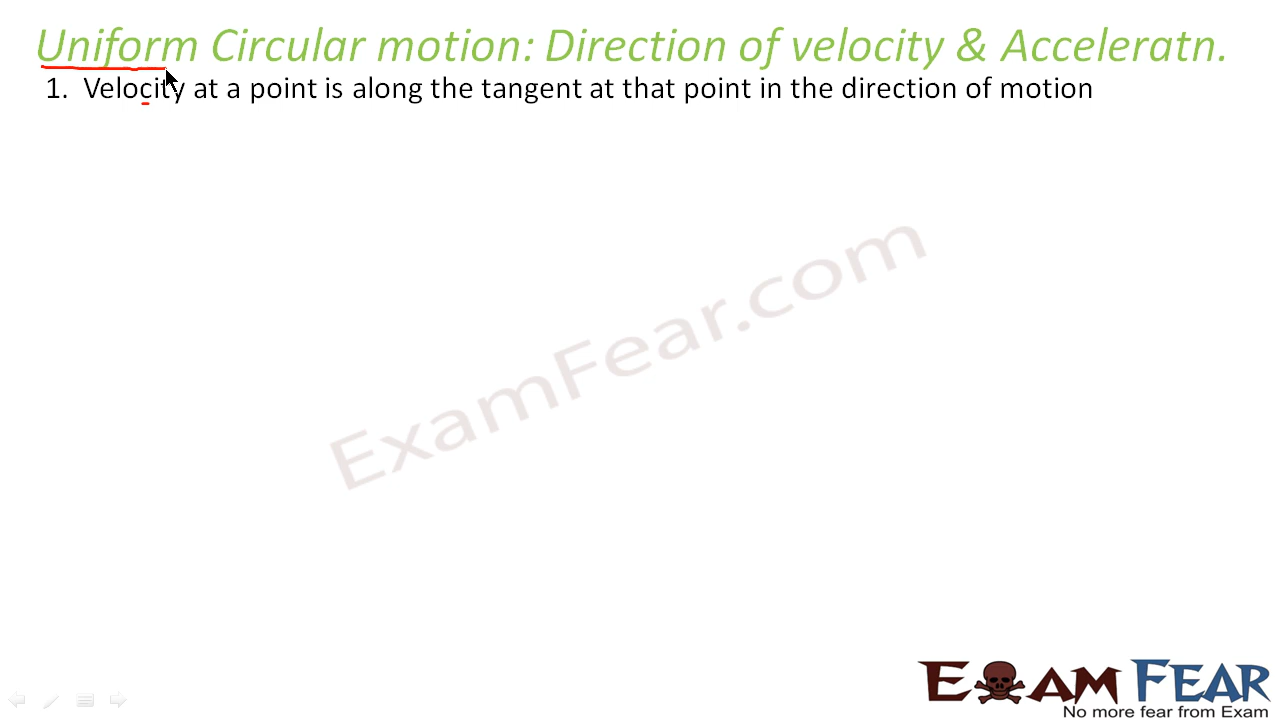 Uniform Circular motion: Direction of velocity & Acceleratn.
1. Velocity at a point is along the tangent at that point in the direction of motion
ExamFear.com
EXAM FEAR
No more fear from Exam